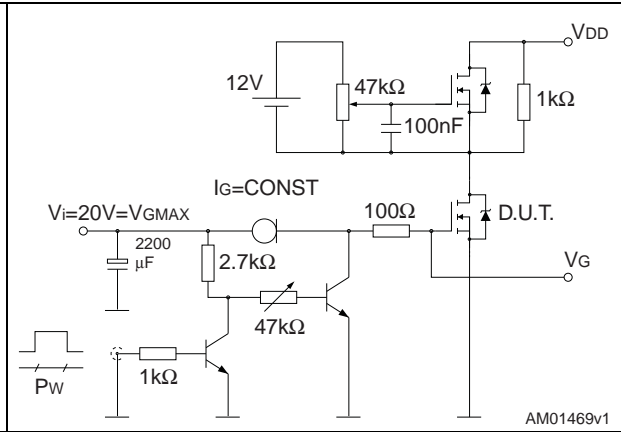 VDD
12V
47kΩ
1kΩ
100nF
IG=CONST
Vi=20V=VGMAX
100Ω
D.U.T.
2200
μF
2.7kΩ
VG
47kΩ
1kΩ
PW
AM01469v1